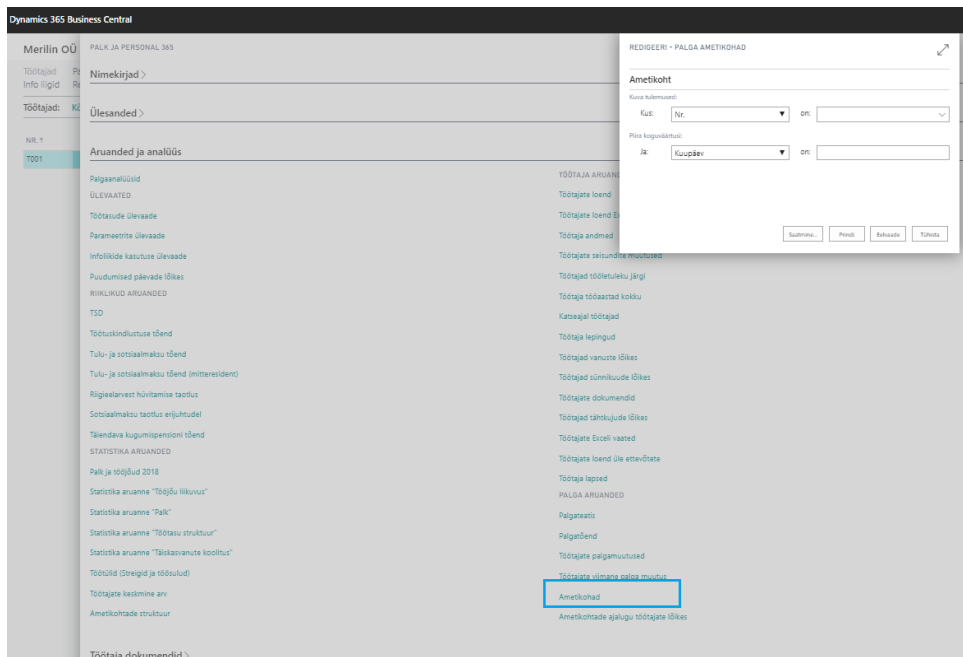 Dynamics 365 Business Central
Merilin OÜ
Töötajad
Info liigid
Töötajad:
NR. ↑
T001
PALK JA PERSONAL 365
Nimekirjad >
Ülesanded >
Aruanded ja analüüs
Palgaanalüüsid
ÜLEVAATED
Töötasude ülevaade
Parameetrite ülevaade
Infoliikide kasutuse ülevaade
Puudumised päevade lõikes
RIIKLIKUD ARUANDED
TSD
Töötuskindlustuse tõend
Tulu- ja sotsiaalmaksu tõend
Tulu- ja sotsiaalmaksu tõend (mitteresident)
Riigieelarvest hüvitamise taotlus
Sotsiaalmaksu taotlus erijuhtudel
Täiendava kogumispensioni tõend
STATISTIKA ARUANDED
Palk ja tööjõud 2018
Statistika aruanne "Tööjõu liikuvus"
Statistika aruanne "Palk"
Statistika aruanne "Töötasu struktuur"
Statistika aruanne "Täiskasvanute koolitus"
Töötülid (Streigid ja töösulud)
Töötajate keskmine arv
Ametikohtade struktuur
Töötaja dokumendid >
TÖÖTAJA ARUAND
Töötajate loend
Töötajate loend E
Töötaja andmed
Töötajate seisundite muutused
Töötajad tööletuleku järgi
Töötaja tööaastad kokku
Katseajal töötajad
Töötaja lepingud
Töötajad vanuste lõikes
Töötajad sünnikuude lõikes
Töötajate dokumendid
Töötajad tähtkujude lõikes
Töötajate Exceli vaated
Töötajate loend üle ettevõtete
Töötaja lapsed
PALGA ARUANDED
Palgateatis
Palgatõend
Töötajate palgamuutused
Töötajate viimane palga muutus
Ametikohad
Ametikohtade ajalugu töötajate lõikes
REDIGEERI - PALGA AMETIKOHAD
Ametikoht
Kuva tulemused:
Kus: Nr. ▼ on:
Piira koguväärtusi:
Ja: Kuupäev ▼ on:
Saatmine... Prindi Eelvaade Tühista